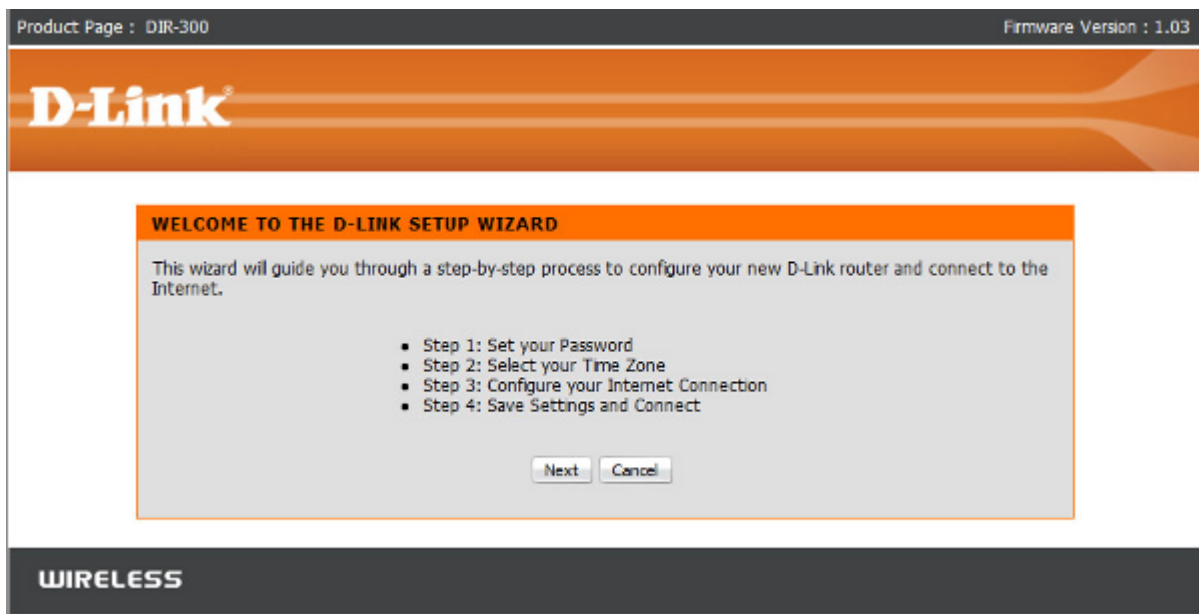 Product Page : DIR-300
Firmware Version : 1.03
D-Link®
WELCOME TO THE D-LINK SETUP WIZARD
This wizard will guide you through a step-by-step process to configure your new D-Link router and connect to the
Internet.
• Step 1: Set your Password
• Step 2: Select your Time Zone
• Step 3: Configure your Internet Connection
• Step 4: Save Settings and Connect
Next
Cancel
WIRELESS